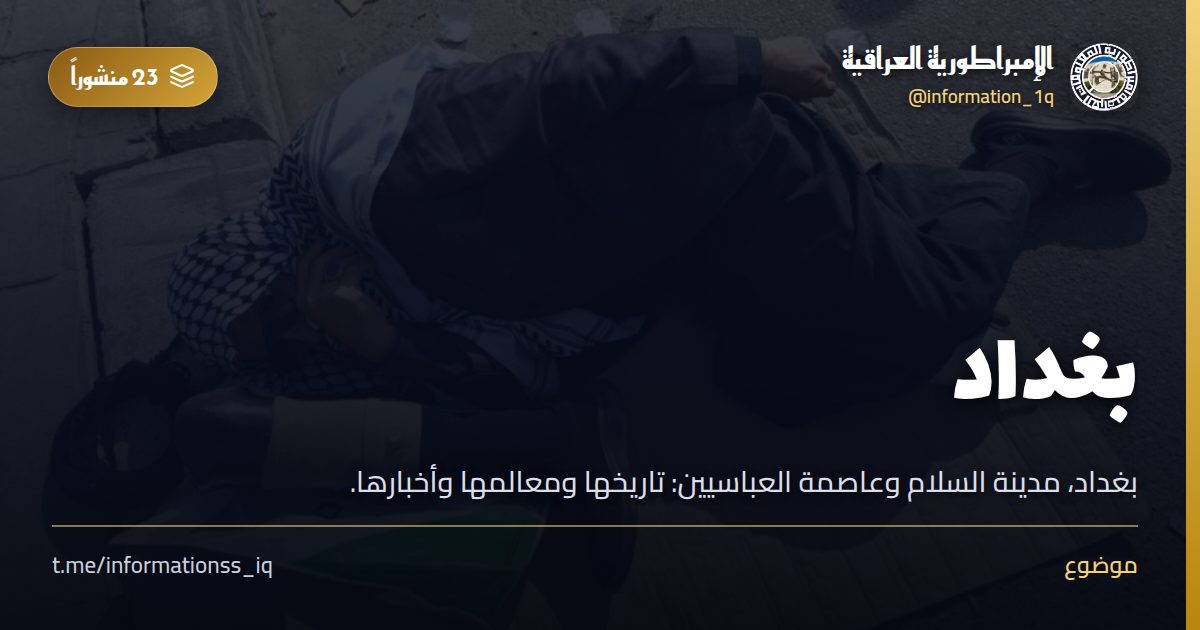 الإمبراطورية العراقية
@information_1q
23 منشوراً
بغداد
بغداد، مدينة السلام وعاصمة العباسيين: تاريخها ومعالمها وأخبارها.
موضوع
t.me/informationss_iq